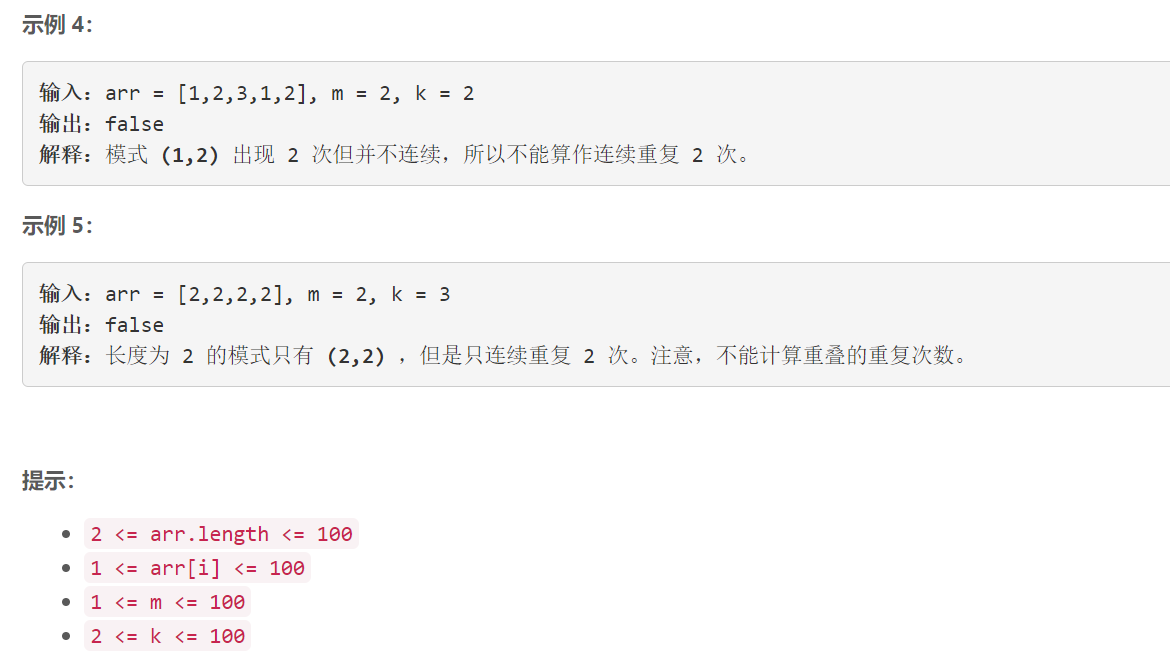 示例 4:
输入：arr = [1,2,3,1,2], m = 2, k = 2
输出：false
解释：模式 (1,2) 出现 2 次但并不连续，所以不能算作连续重复 2 次。
示例 5:
输入：arr = [2,2,2,2], m = 2, k = 3
输出：false
解释：长度为 2 的模式只有 (2,2) ，但是只连续重复 2 次。注意，不能计算重叠的重复次数。
提示：
2 <= arr.length <= 100
1 <= arr[i] <= 100
1 <= m <= 100
2 <= k <= 100